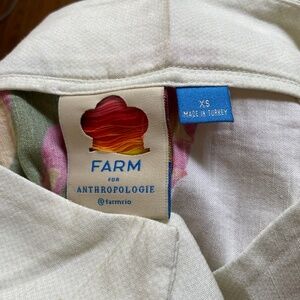 FARM
FOR
ANTHROPOLOGIE
@farmrio
XS
MADE IN TURKEY